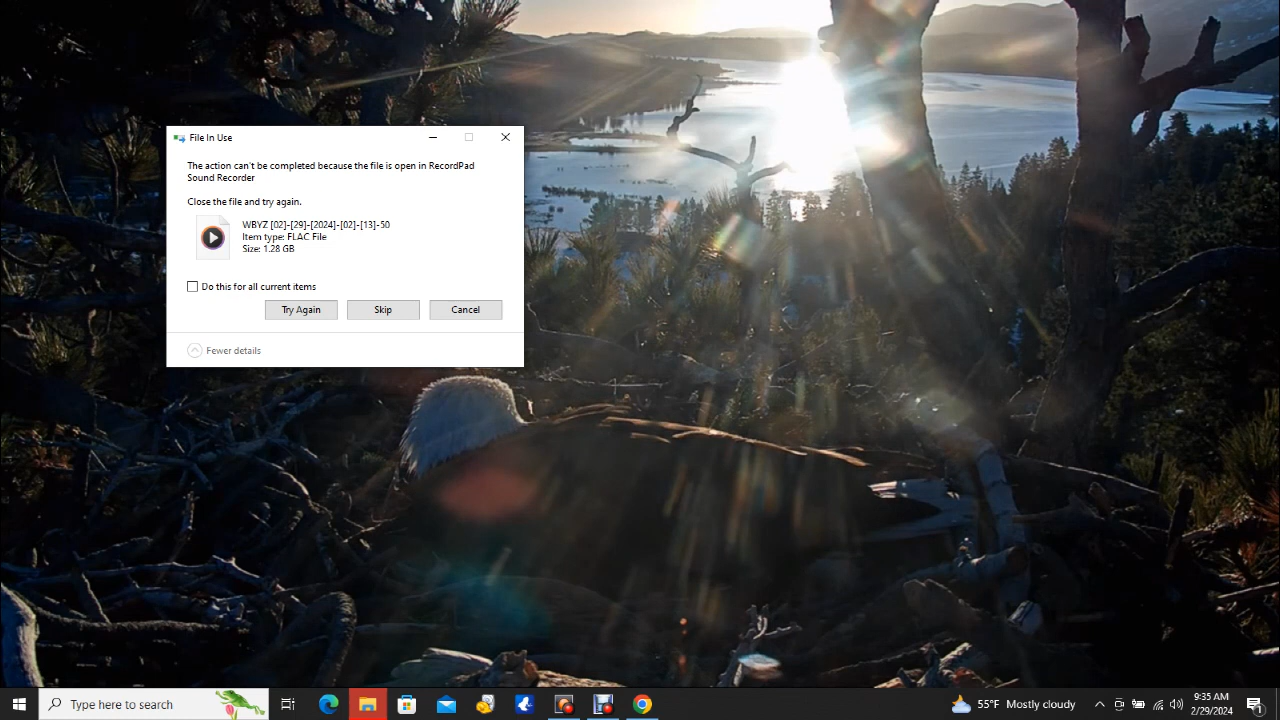 File In Use
The action can't be completed because the file is open in RecordPad
Sound Recorder
Close the file and try again.
WBYZ [02]-[29]-[2024]-[02]-[13]-50
Item type: FLAC File
Size: 1.28 GB
Do this for all current items
Try Again
Skip
Cancel
Fewer details
Type here to search
55°F Mostly cloudy
9:35 AM
2/29/2024
1